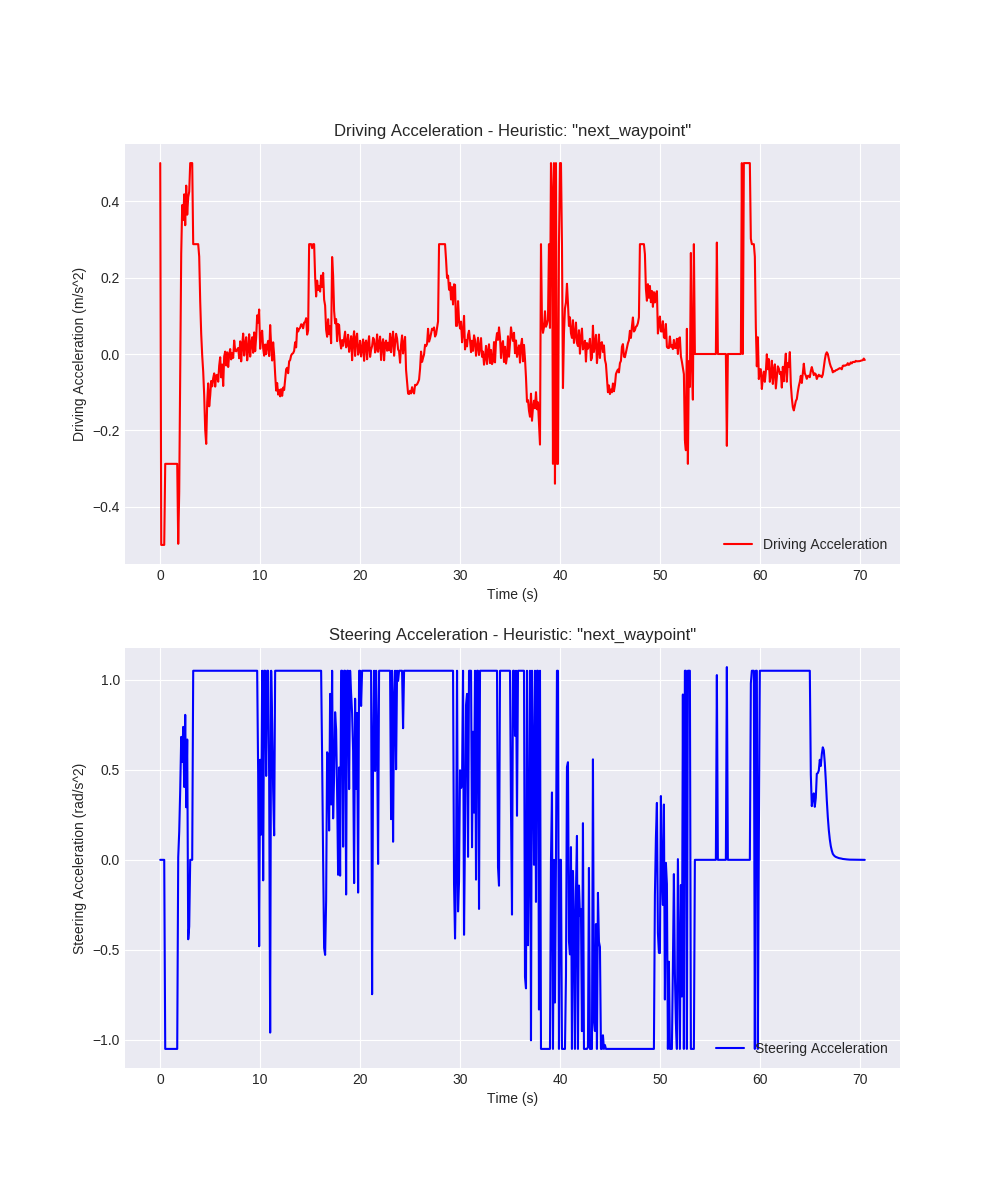 Driving Acceleration - Heuristic: "next_waypoint"
Driving Acceleration (m/s^2)
0.4
0.2
0.0
−0.2
−0.4
0 10 20 30 40 50 60 70
Time (s)
Driving Acceleration
Steering Acceleration - Heuristic: "next_waypoint"
Steering Acceleration (rad/s^2)
1.0
0.5
0.0
−0.5
−1.0
0 10 20 30 40 50 60 70
Time (s)
Steering Acceleration